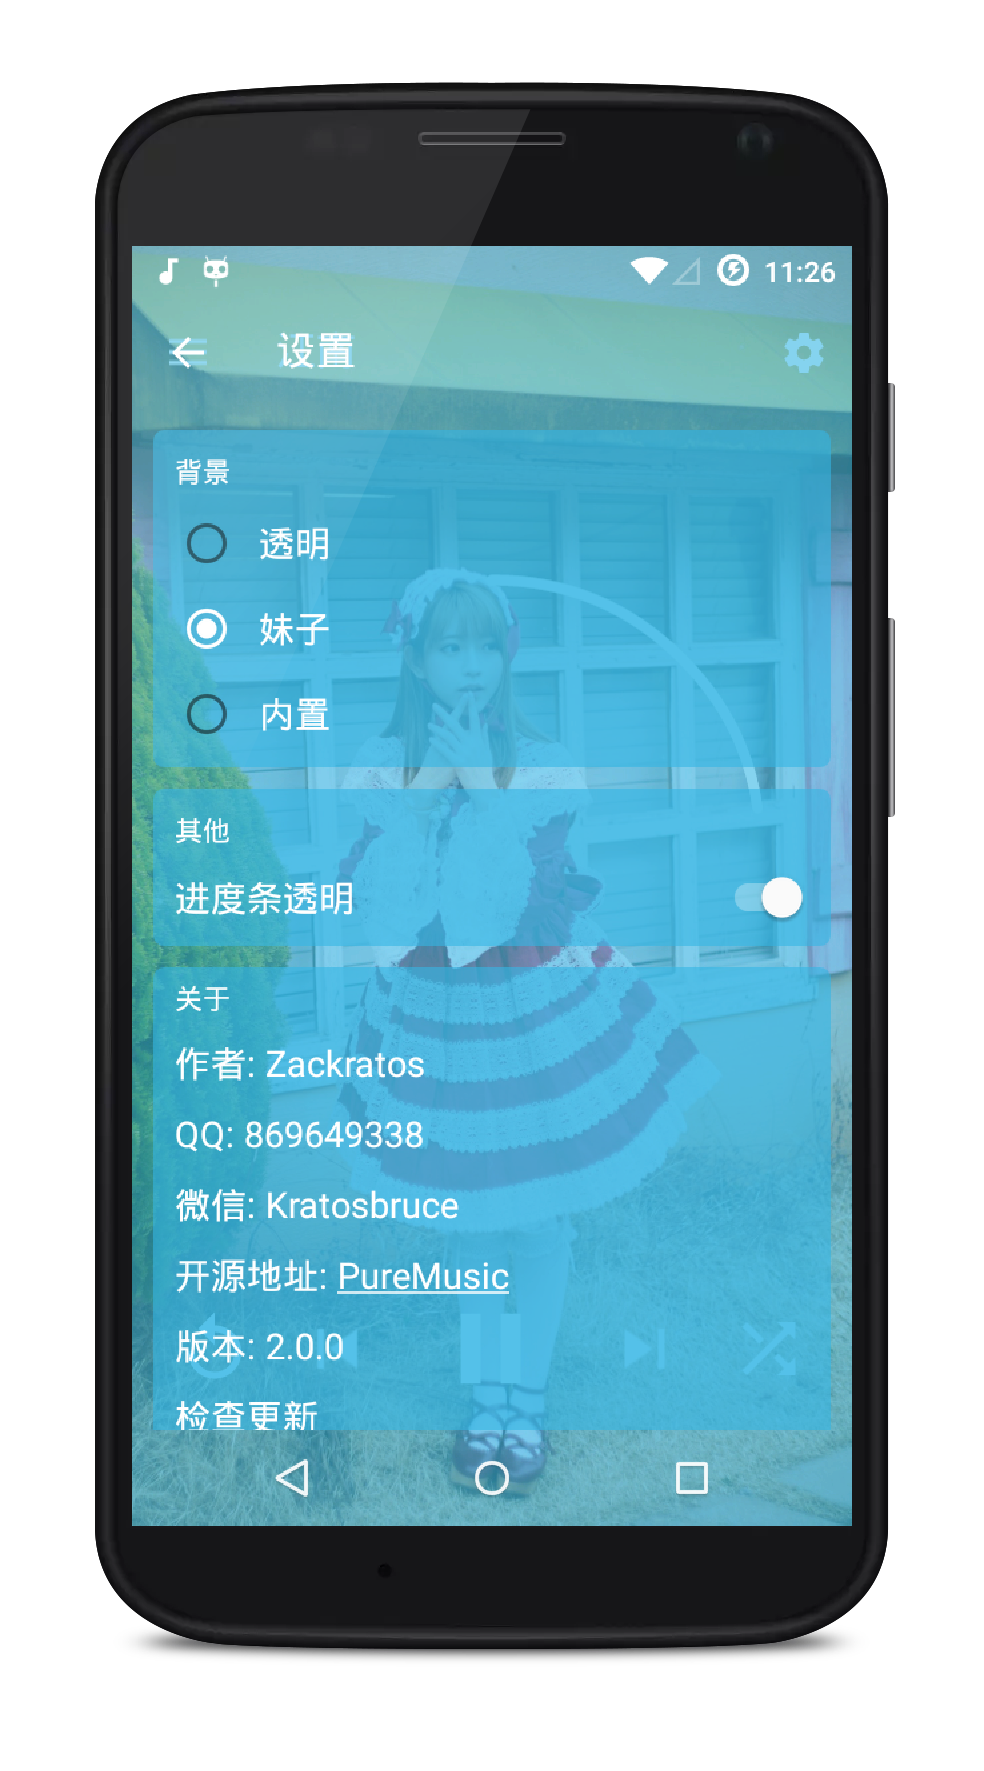 11:26
设置
背景
透明
妹子
内置
其他
进度条透明
关于
作者: Zackratos
QQ: 869649338
微信: Kratosbruce
开源地址: PureMusic
版本: 2.0.0
检查更新